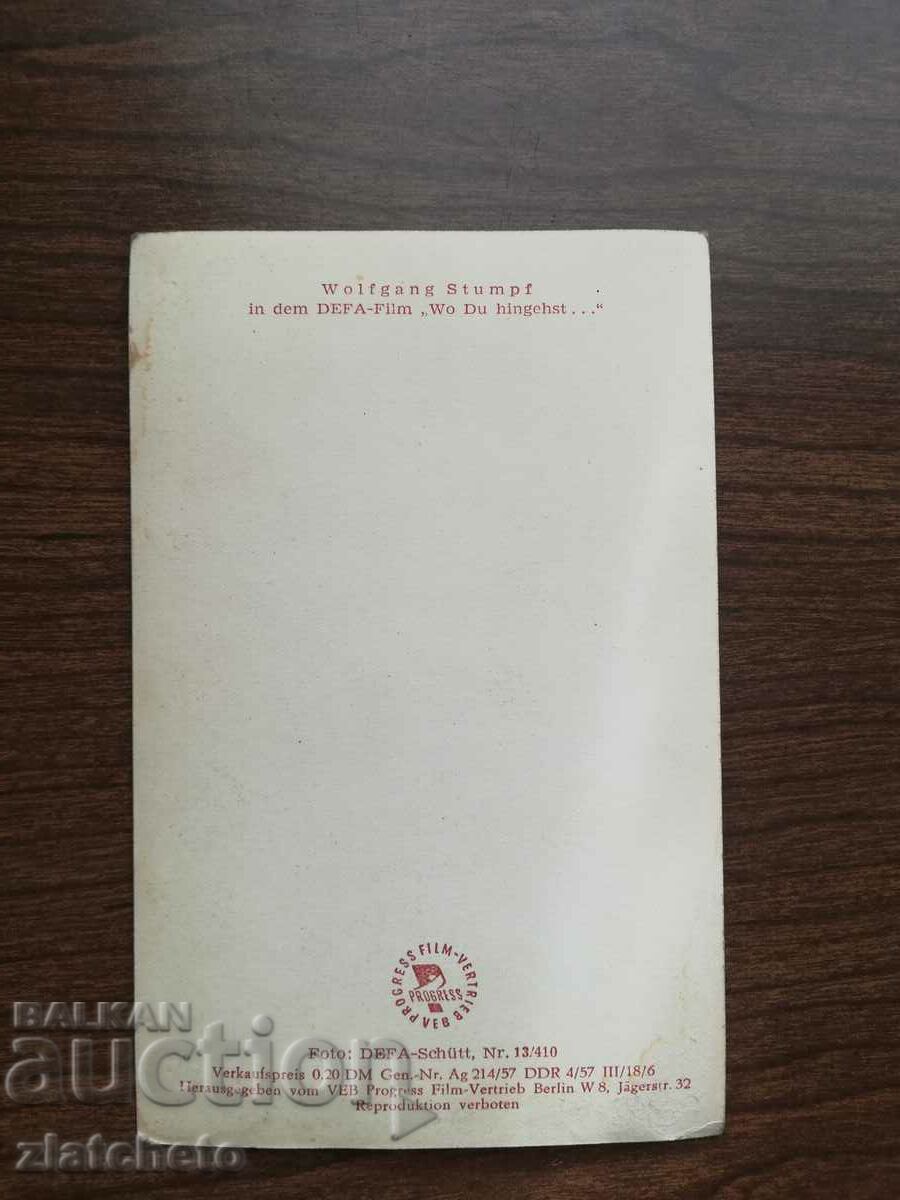 Wolfgang Stumpf
in dem DEFA-Film „Wo Du hingehst . . .“
VEB PROGRESS FILM-VERTRIEB
PROGRESS
Foto: DEFA-Schütt, Nr. 13/410
Verkaufspreis 0,20 DM Gen.-Nr. Ag 214/57 DDR 4/57 III/18/6
Herausgegeben vom VEB Progress Film-Vertrieb Berlin W 8, Jägerstr. 32
Reproduktion verboten
BALKAN
auction
zlatcheto